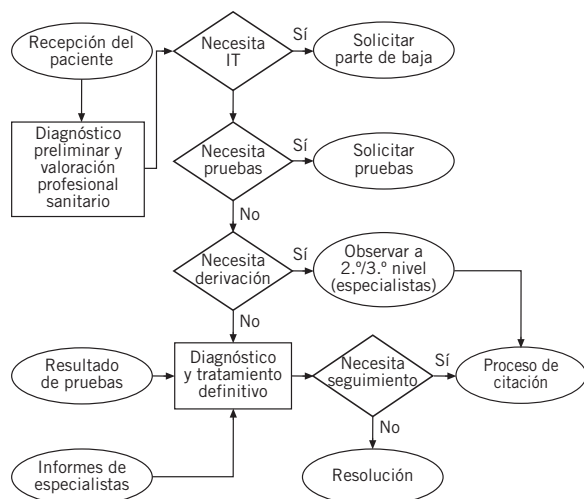 Recepción del
paciente
Necesita
IT
Sí
Solicitar
parte de baja
Diagnóstico
preliminar y
valoración
profesional
sanitario
Necesita
pruebas
Sí
Solicitar
pruebas
No
Necesita
derivación
Sí
Observar a
2.º/3.º nivel
(especialistas)
No
Resultado
de pruebas
Diagnóstico
y tratamiento
definitivo
Necesita
seguimiento
Sí
Proceso de
citación
No
Informes de
especialistas
Resolución